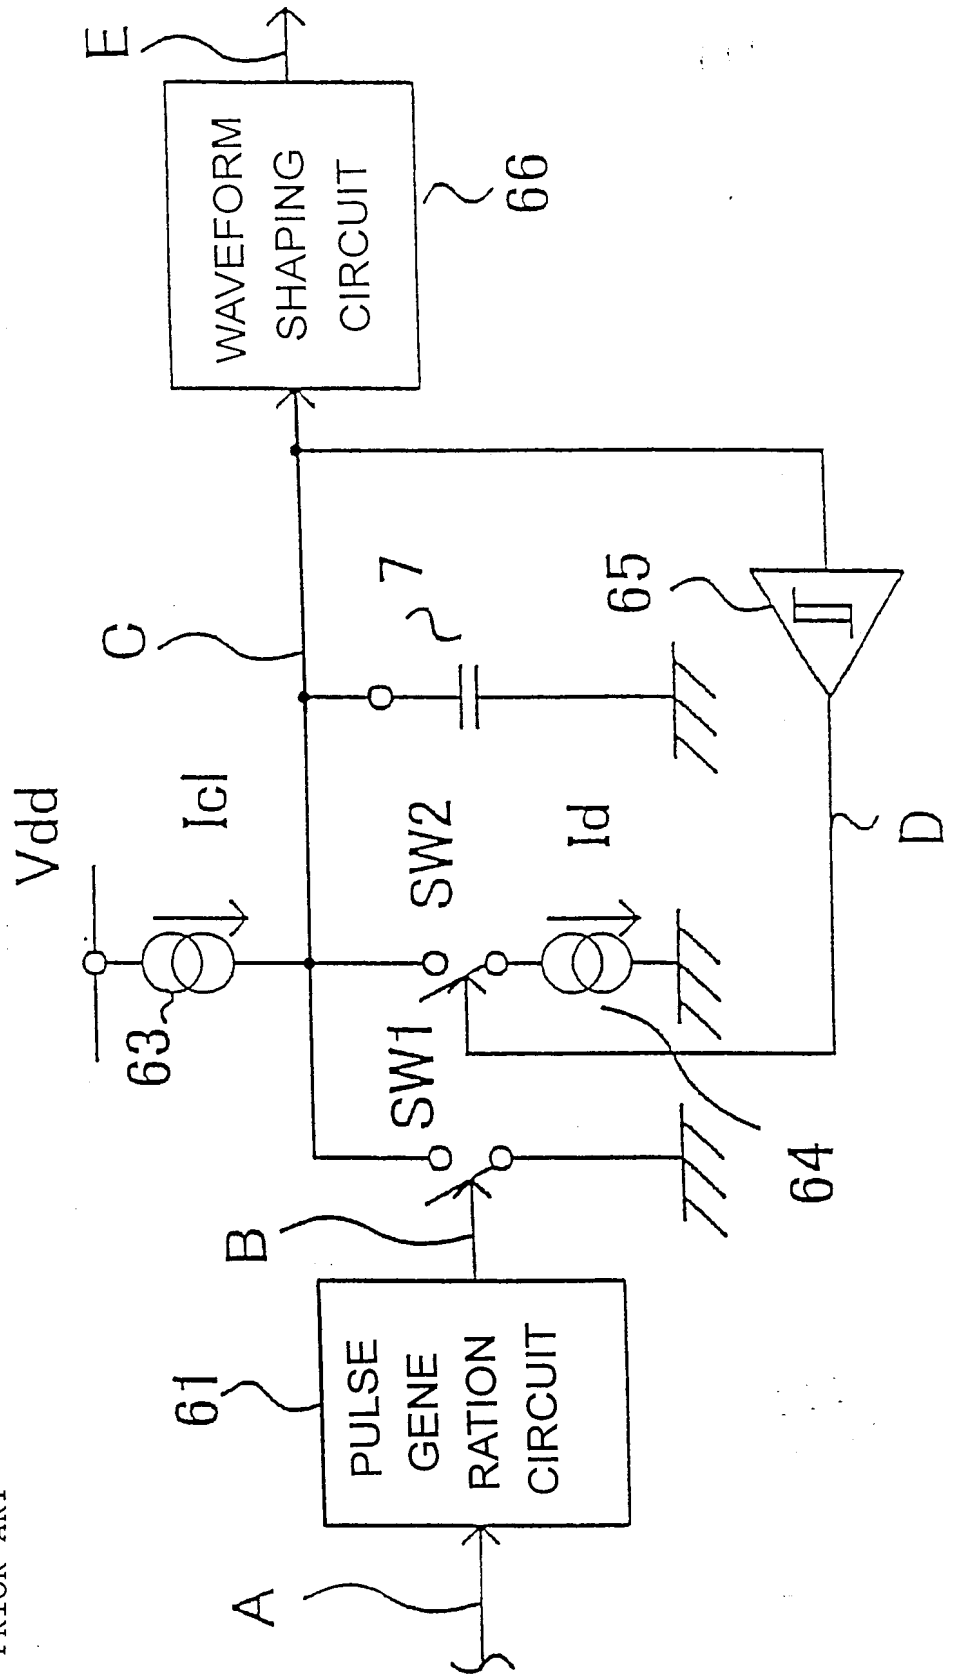 PRIOR ART
A
61
PULSE
GENE
RATION
CIRCUIT
B
SW1
64
63
Vdd
Icl
SW2
Id
C
7
65
D
WAVEFORM
SHAPING
CIRCUIT
66
E